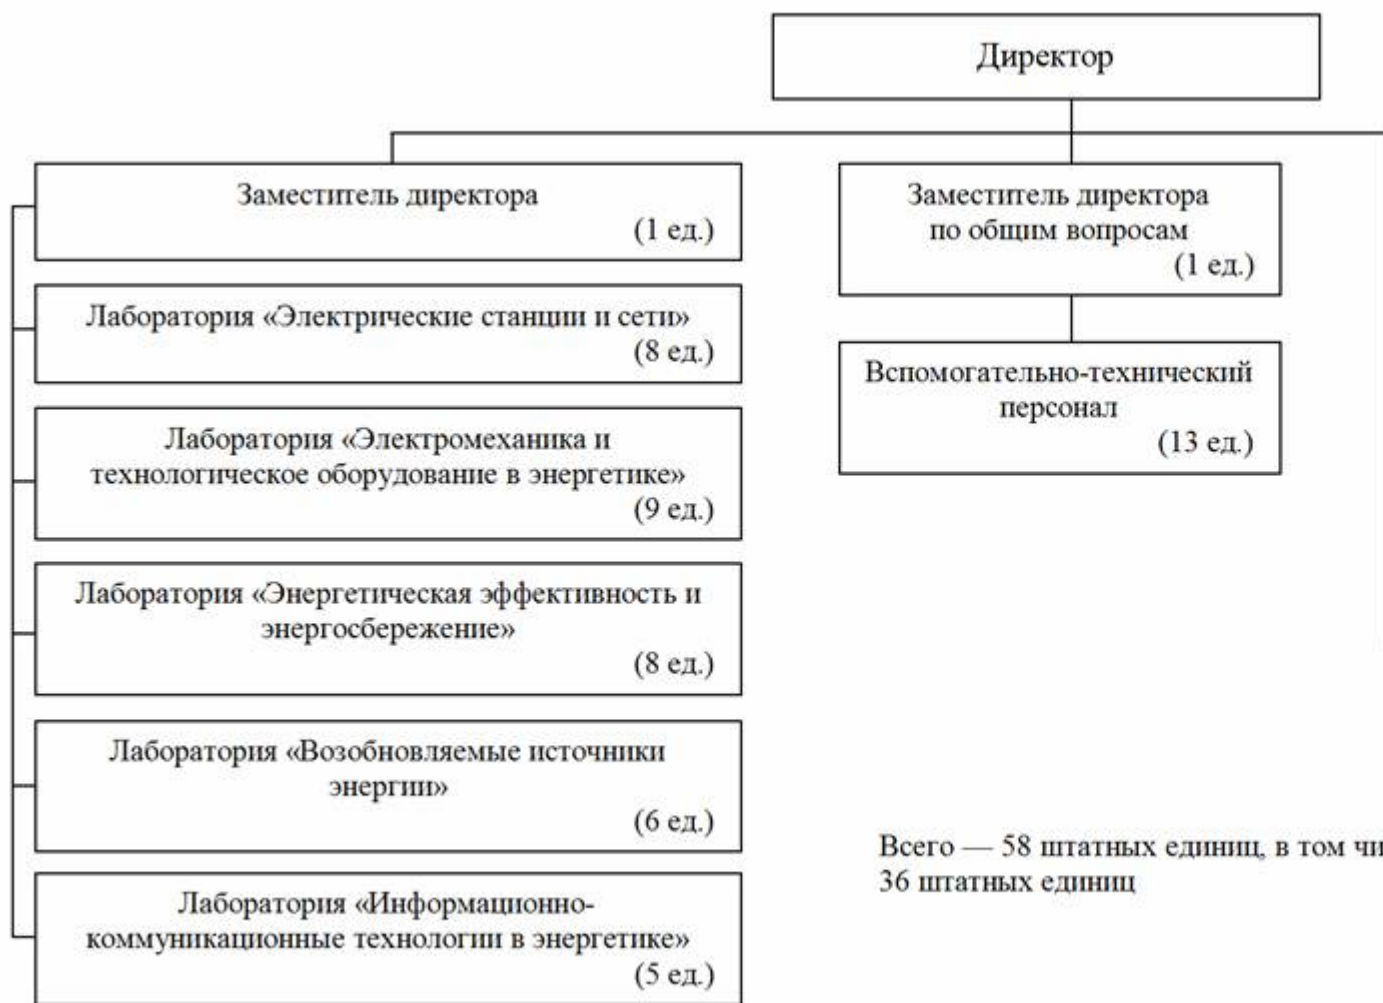 Директор
Заместитель директора
(1 ед.)
Лаборатория «Электрические станции и сети»
(8 ед.)
Лаборатория «Электромеханика и
технологическое оборудование в энергетике»
(9 ед.)
Лаборатория «Энергетическая эффективность и
энергосбережение»
(8 ед.)
Лаборатория «Возобновляемые источники
энергии»
(6 ед.)
Лаборатория «Информационно-
коммуникационные технологии в энергетике»
(5 ед.)
Заместитель директора
по общим вопросам
(1 ед.)
Вспомогательно-технический
персонал
(13 ед.)
Всего — 58 штатных единиц, в том чи
36 штатных единиц